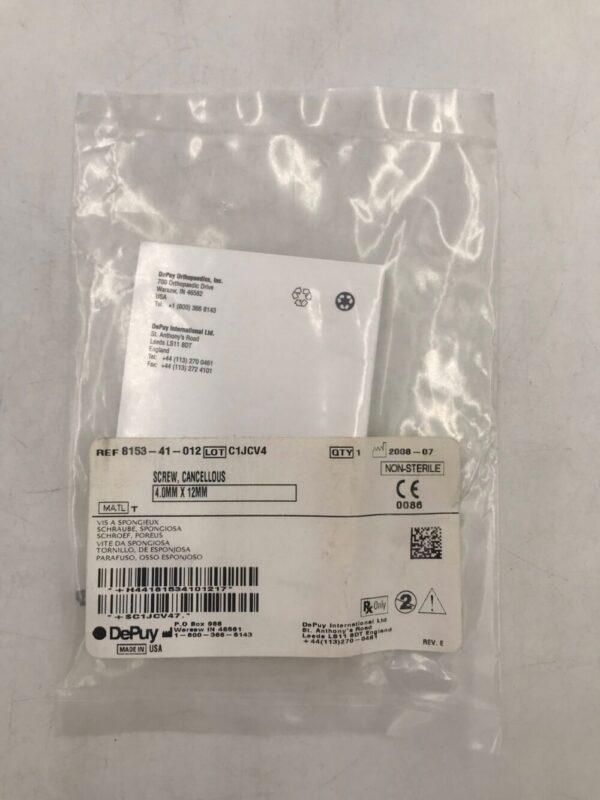 DePuy Orthopaedics, Inc.
700 Orthopaedic Drive
Warsaw, IN 46582
USA
Tel. +1 (800) 366 8143
DePuy International Ltd.
St. Anthony's Road
Leeds LS11 8DT
England
Tel: +44 (113) 270 0461
Fax: +44 (113) 272 4101
REF 8153-41-012 LOT C1JCV4 QTY 1 2008-07
NON-STERILE
SCREW, CANCELLOUS
4.0MM X 12MM
CE
0086
MATL T
VIS A SPONGIEUX
SCHRAUBE, SPONGIOSA
SCHROEF, POREUS
VITE DA SPONGIOSA
TORNILLO, DE ESPONJOSA
PARAFUSO, OSSO ESPONJOSO
*+H44181534101217*
*+$C1JCV47.*
Rx Only 2
DePuy P.O Box 988
Warsaw IN 46581
1-800-366-8143
MADE IN USA
DePuy International Ltd
St. Anthony's Road
Leeds LS11 8DT England
+44(113)270-0461
REV. E